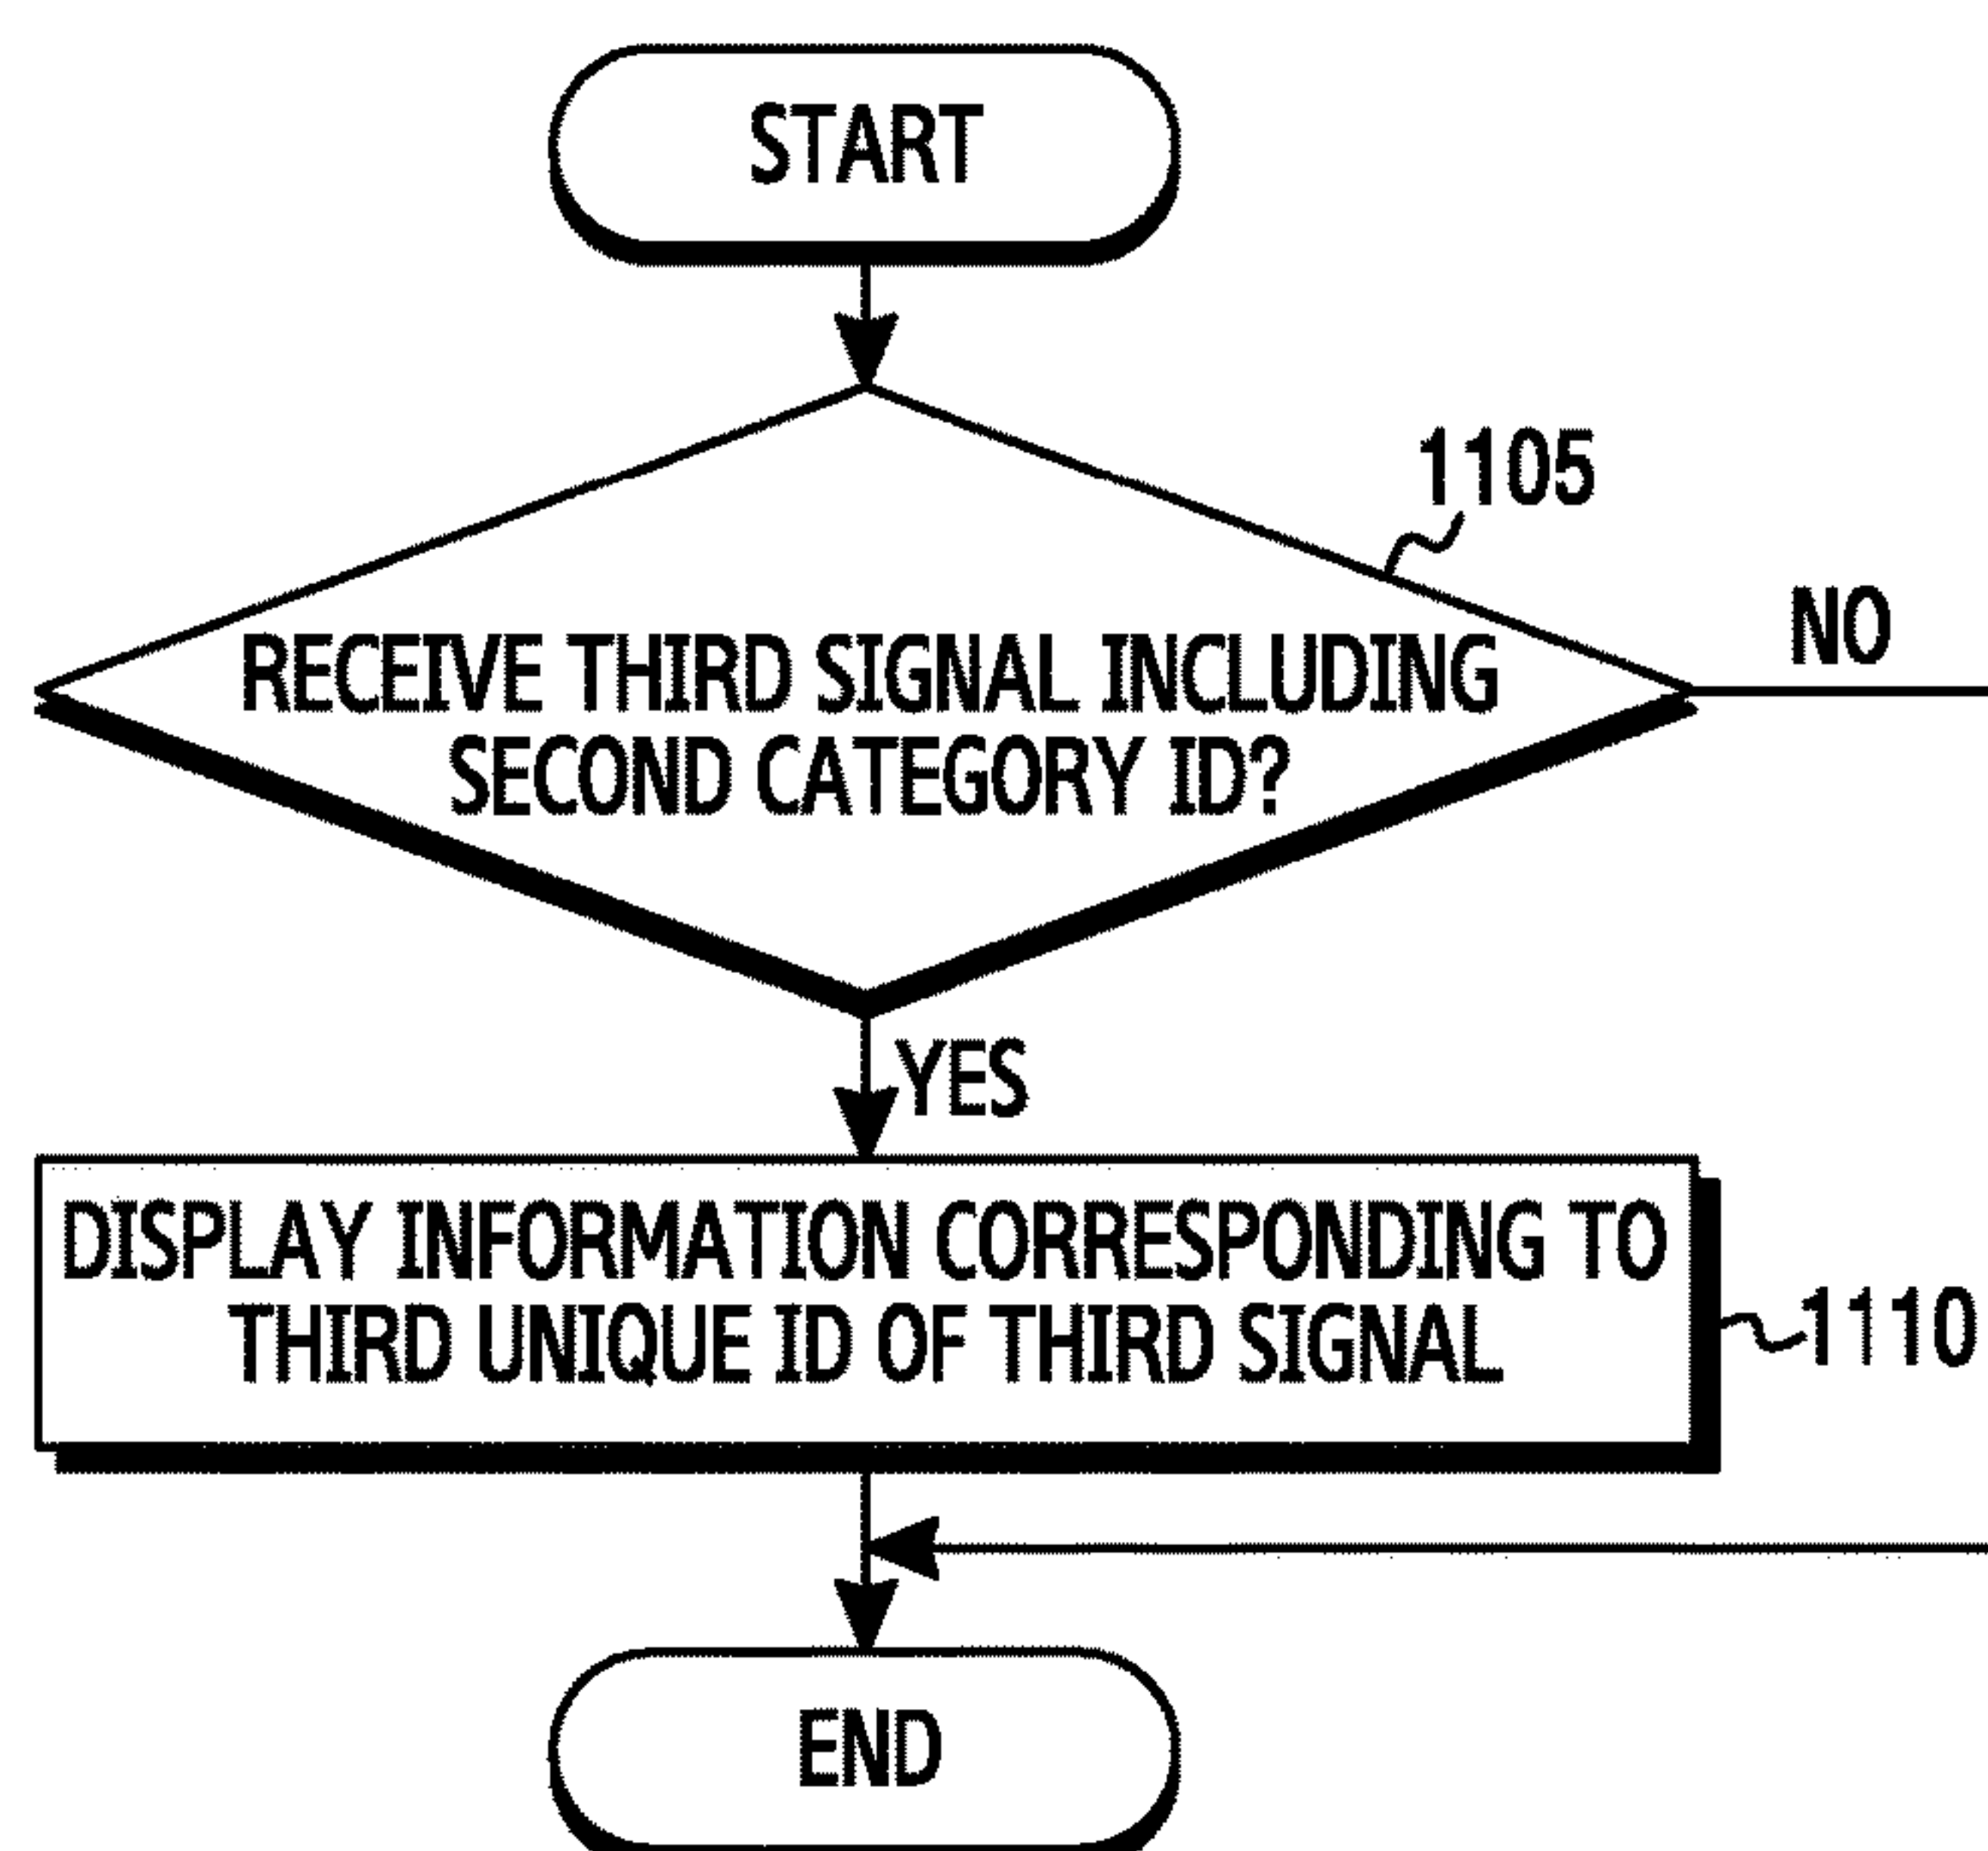 START
1105
NO
RECEIVE THIRD SIGNAL INCLUDING
SECOND CATEGORY ID?
YES
DISPLAY INFORMATION CORRESPONDING TO
THIRD UNIQUE ID OF THIRD SIGNAL
1110
END